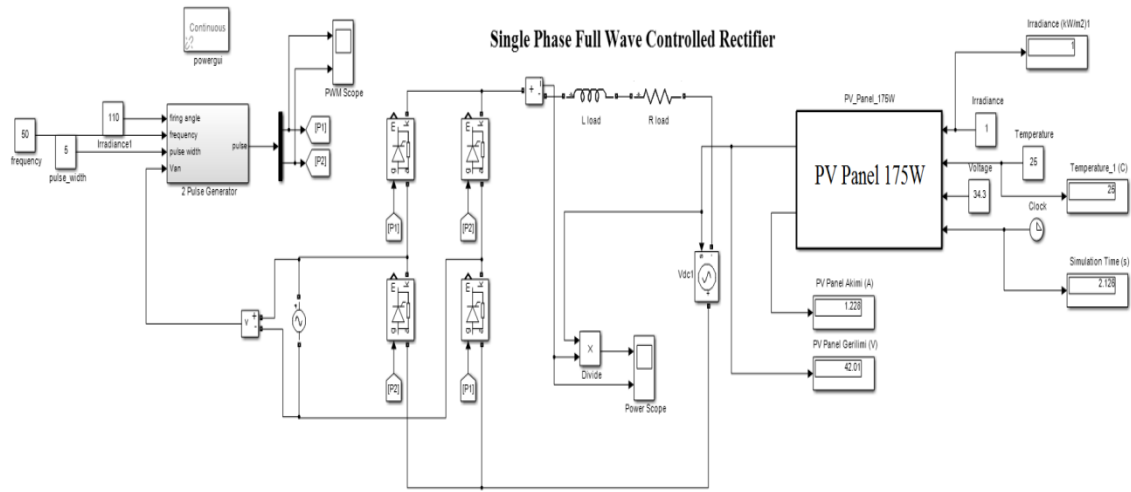 Single Phase Full Wave Controlled Rectifier
Continuous
powergui
PWM Scope
50
frequency
110
Irradiance1
5
pulse_width
firing angle
frequency
pulse width
Van
pulse
2 Pulse Generator
[P1]
[P2]
E k
g a
[P1]
E k
g a
[P2]
E k
g a
[P2]
E k
g a
[P1]
v + -
+ i -
L load
R load
Vdc1
x
Divide
Power Scope
PV_Panel_175W
PV Panel 175W
Irradiance (kW/m2)1
1
Irradiance
1
Temperature
25
Temperature_1 (C)
25
Voltage
34.3
Clock
Simulation Time (s)
2.126
PV Panel Akimi (A)
1.228
PV Panel Gerilimi (V)
42.01